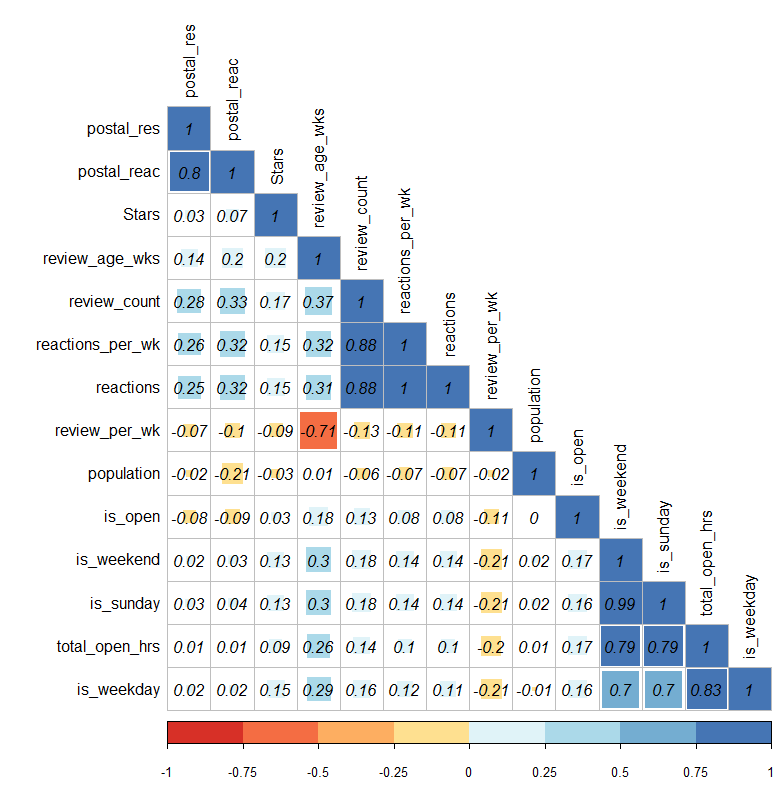 postal_res
postal_reac
Stars
review_age_wks
review_count
reactions_per_wk
reactions
review_per_wk
population
is_open
is_weekend
is_sunday
total_open_hrs
is_weekday
postal_res 1
postal_reac 0.8 1
Stars 0.03 0.07 1
review_age_wks 0.14 0.2 0.2 1
review_count 0.28 0.33 0.17 0.37 1
reactions_per_wk 0.26 0.32 0.15 0.32 0.88 1
reactions 0.25 0.32 0.15 0.31 0.88 1 1
review_per_wk -0.07 -0.1 -0.09 -0.71 -0.13 -0.11 -0.11 1
population -0.02 -0.21 -0.03 0.01 -0.06 -0.07 -0.07 -0.02 1
is_open -0.08 -0.09 0.03 0.18 0.13 0.08 0.08 -0.11 0 1
is_weekend 0.02 0.03 0.13 0.3 0.18 0.14 0.14 -0.21 0.02 0.17 1
is_sunday 0.03 0.04 0.13 0.3 0.18 0.14 0.14 -0.21 0.02 0.16 0.99 1
total_open_hrs 0.01 0.01 0.09 0.26 0.14 0.1 0.1 -0.2 0.01 0.17 0.79 0.79 1
is_weekday 0.02 0.02 0.15 0.29 0.16 0.12 0.11 -0.21 -0.01 0.16 0.7 0.7 0.83 1
-1 -0.75 -0.5 -0.25 0 0.25 0.5 0.75 1